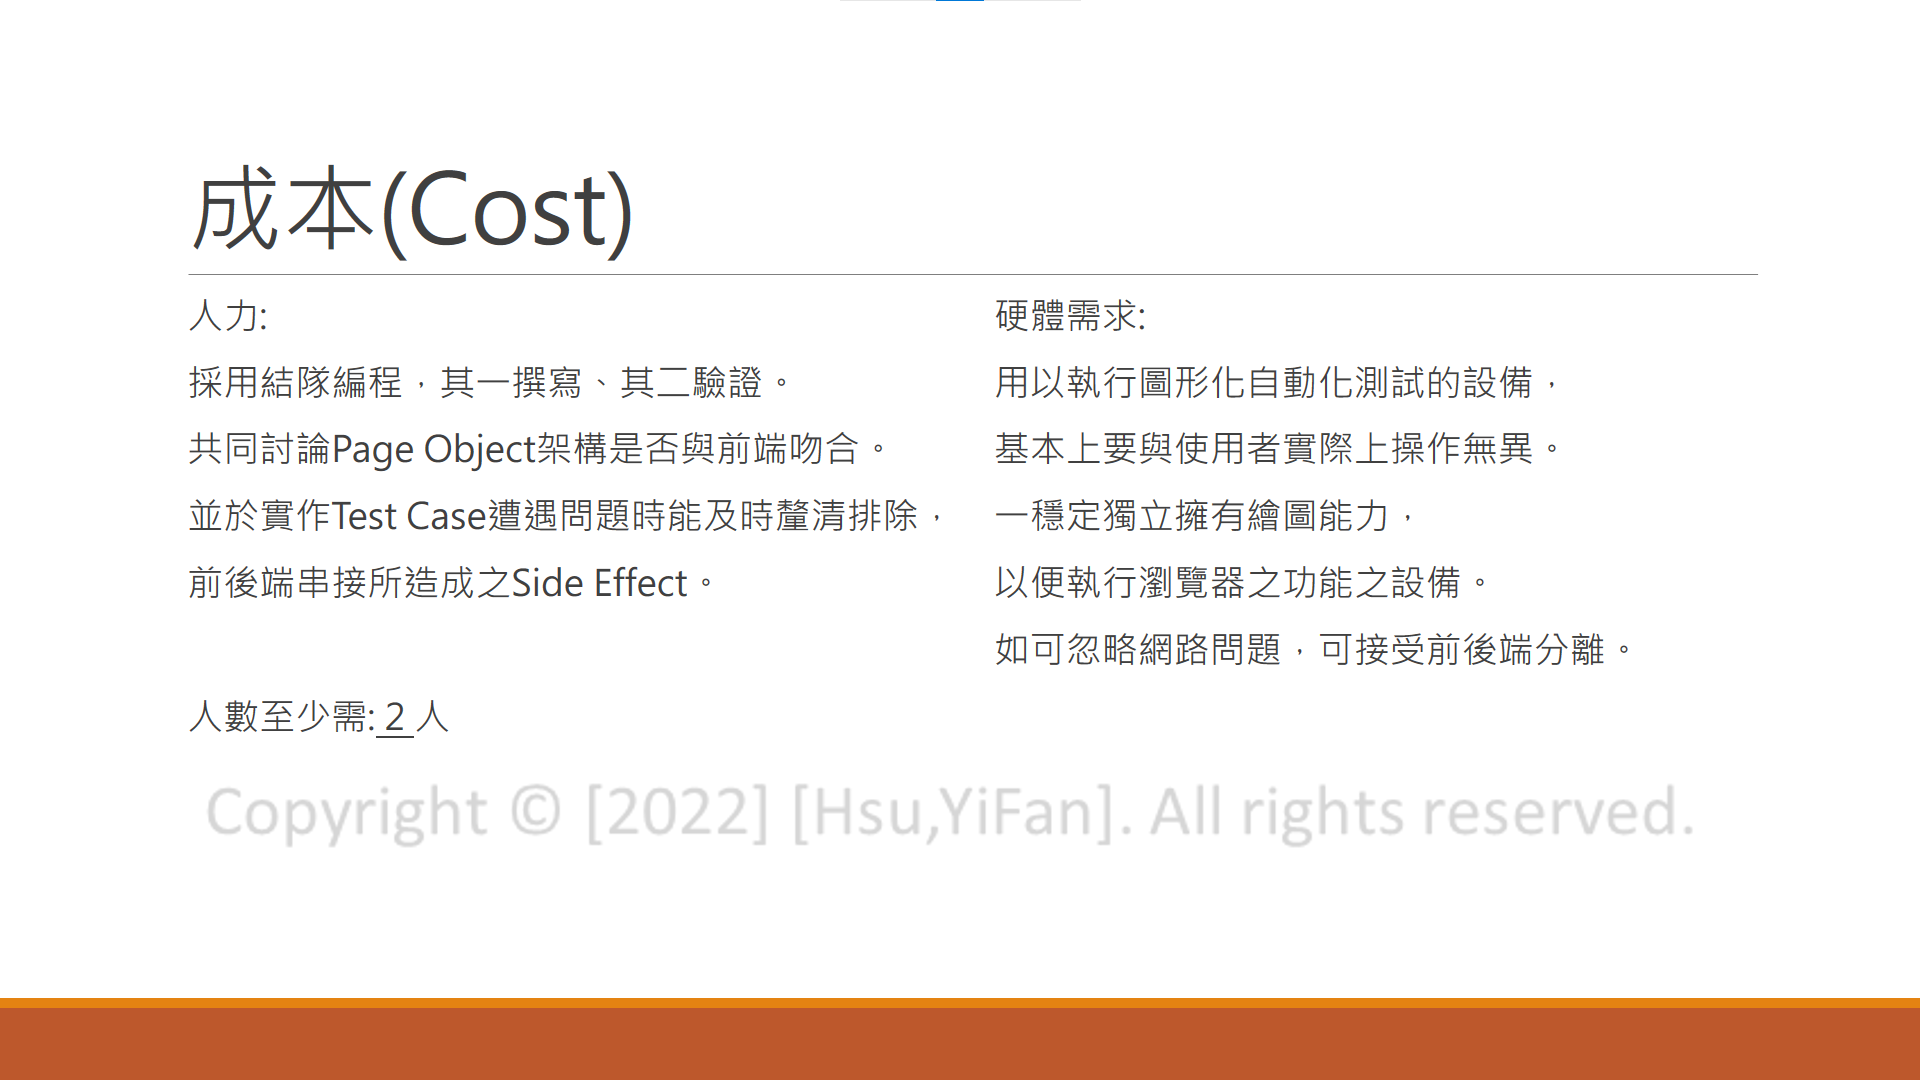 成本(Cost)
人力:
採用結隊編程，其一撰寫、其二驗證。
共同討論Page Object架構是否與前端吻合。
並於實作Test Case遭遇問題時能及時釐清排除，
前後端串接所造成之Side Effect。
人數至少需: 2 人
硬體需求:
用以執行圖形化自動化測試的設備，
基本上要與使用者實際上操作無異。
一穩定獨立擁有繪圖能力，
以便執行瀏覽器之功能之設備。
如可忽略網路問題，可接受前後端分離。
Copyright © [2022] [Hsu,YiFan]. All rights reserved.